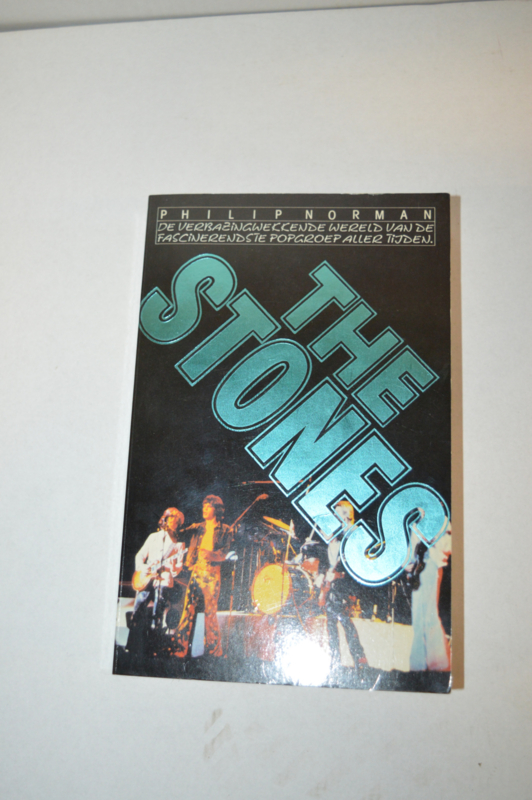 PHILIP NORMAN
DE VERBAZINGWEKKENDE WERELD VAN DE
FASCINERENDSTE POPGROEP ALLER TIJDEN.
THE
STONES